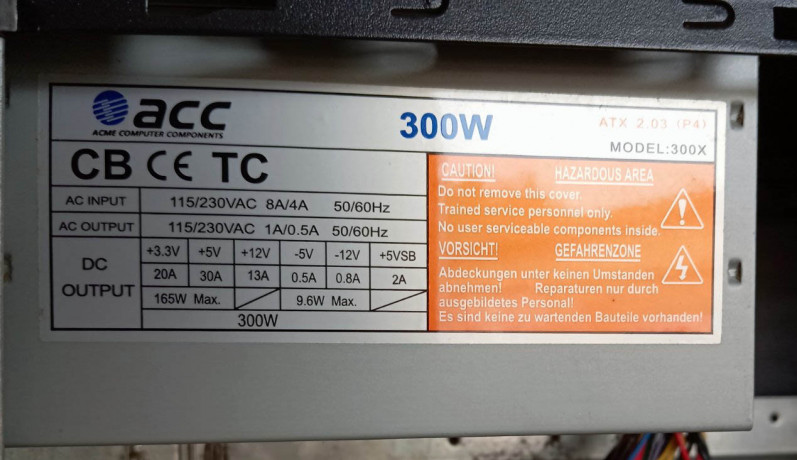 acc
ACME COMPUTER COMPONENTS
300W
ATX 2.03 (P4)
MODEL:300X
CB CE TC
AC INPUT 115/230VAC 8A/4A 50/60Hz
AC OUTPUT 115/230VAC 1A/0.5A 50/60Hz
DC OUTPUT
+3.3V +5V +12V -5V -12V +5VSB
20A 30A 13A 0.5A 0.8A 2A
165W Max. 9.6W Max.
300W
CAUTION! HAZARDOUS AREA
Do not remove this cover.
Trained service personnel only.
No user serviceable components inside.
VORSICHT! GEFAHRENZONE
Abdeckungen unter keinen Umstanden
abnehmen! Reparaturen nur durch
ausgebildetes Personal!
Es sind keine zu wartenden Bauteile vorhanden!